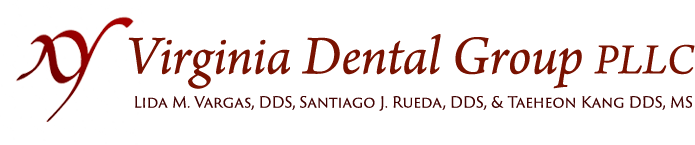 Virginia Dental Group PLLC
Lida M. Vargas, DDS, Santiago J. Rueda, DDS, & Taeheon Kang DDS, MS